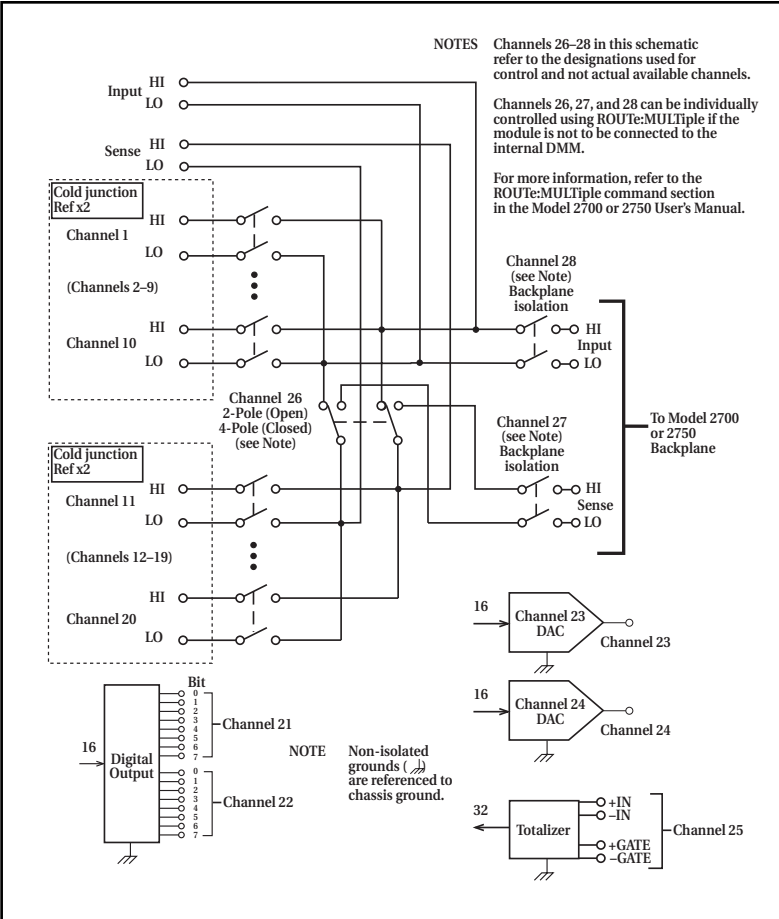 NOTES Channels 26–28 in this schematic
refer to the designations used for
control and not actual available channels.
Channels 26, 27, and 28 can be individually
controlled using ROUTe:MULTiple if the
module is not to be connected to the
internal DMM.
For more information, refer to the
ROUTe:MULTiple command section
in the Model 2700 or 2750 User's Manual.
Input HI
LO
Sense HI
LO
Cold junction
Ref x2
Channel 1 HI
LO
(Channels 2–9)
Channel 10 HI
LO
Channel 28
(see Note)
Backplane
isolation
HI
Input
LO
Channel 26
2-Pole (Open)
4-Pole (Closed)
(see Note)
Channel 27
(see Note)
Backplane
isolation
HI
Sense
LO
To Model 2700
or 2750
Backplane
Cold junction
Ref x2
Channel 11 HI
LO
(Channels 12–19)
Channel 20 HI
LO
16
Channel 23
DAC
Channel 23
16
Channel 24
DAC
Channel 24
Bit
0
1
2
3
4
5
6
7
Channel 21
16
Digital
Output
0
1
2
3
4
5
6
7
Channel 22
NOTE Non-isolated
grounds ( )
are referenced to
chassis ground.
32
Totalizer
+IN
–IN
+GATE
–GATE
Channel 25